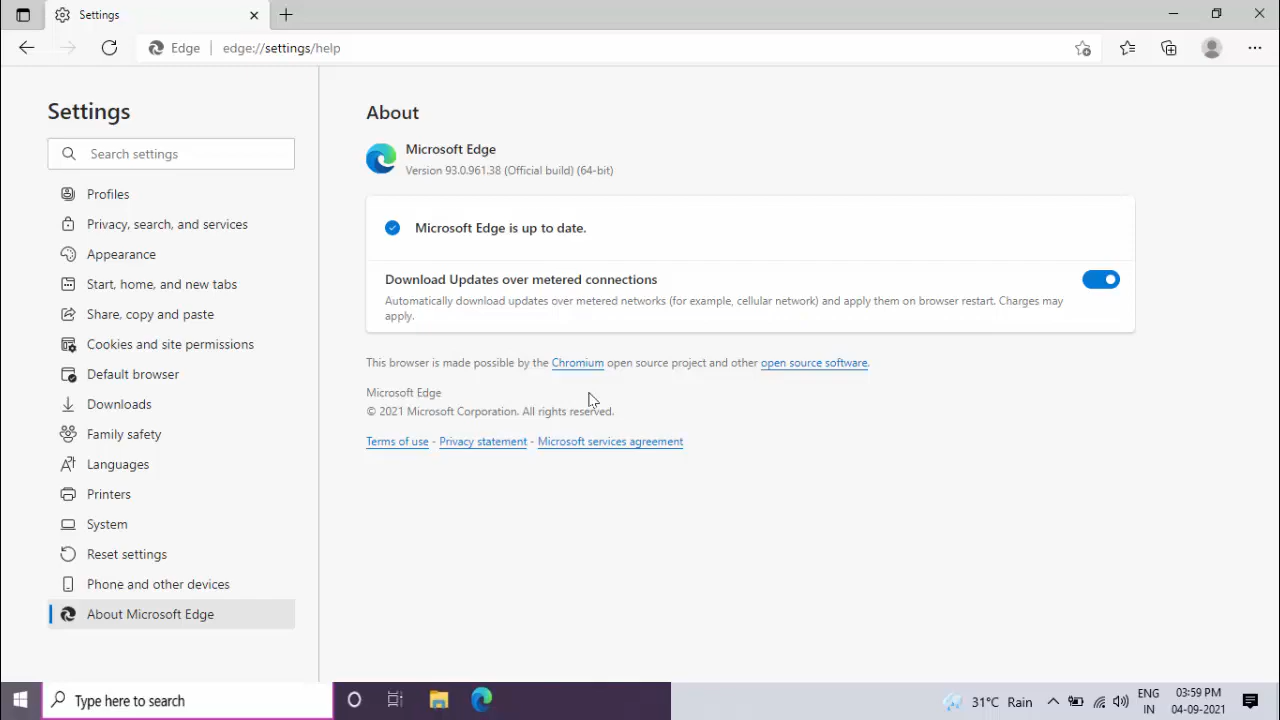 Settings
Edge
edge://settings/help
Settings
Search settings
Profiles
Privacy, search, and services
Appearance
Start, home, and new tabs
Share, copy and paste
Cookies and site permissions
Default browser
Downloads
Family safety
Languages
Printers
System
Reset settings
Phone and other devices
About Microsoft Edge
About
Microsoft Edge
Version 93.0.961.38 (Official build) (64-bit)
Microsoft Edge is up to date.
Download Updates over metered connections
Automatically download updates over metered networks (for example, cellular network) and apply them on browser restart. Charges may
apply.
This browser is made possible by the Chromium open source project and other open source software.
Microsoft Edge
© 2021 Microsoft Corporation. All rights reserved.
Terms of use - Privacy statement - Microsoft services agreement
Type here to search
31°C Rain
ENG
IN
03:59 PM
04-09-2021